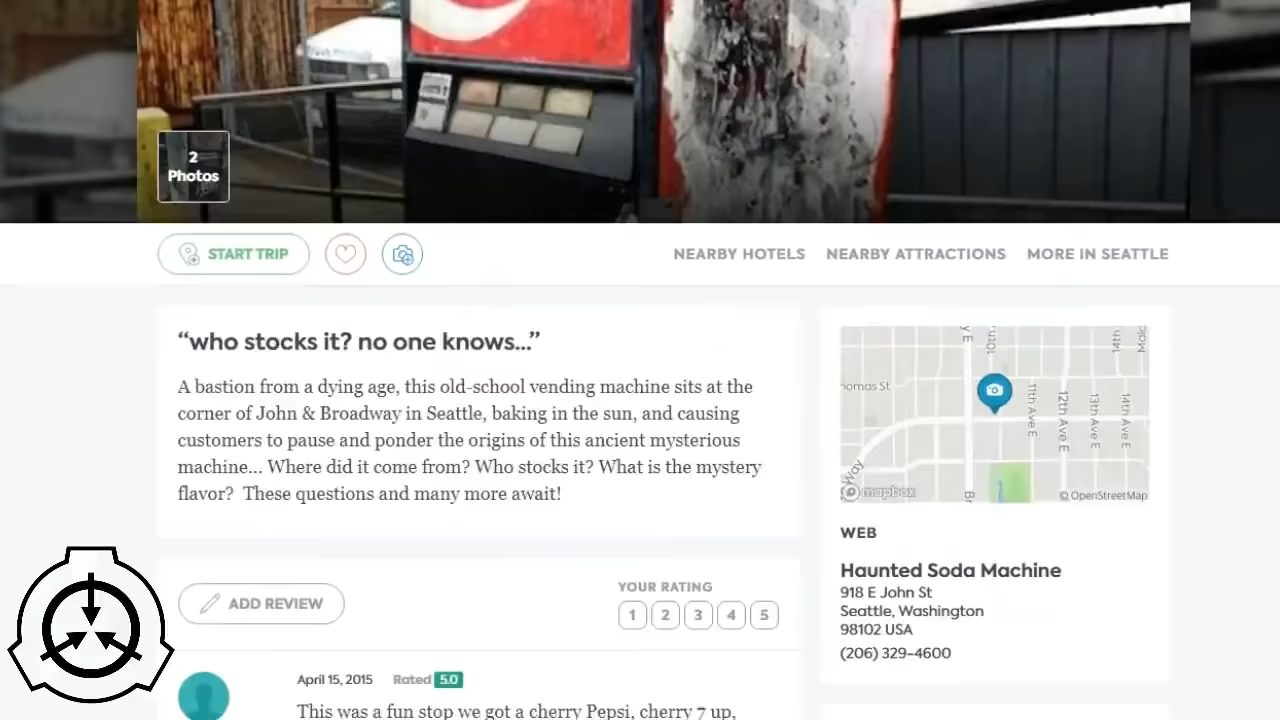 2
Photos
START TRIP
NEARBY HOTELS
NEARBY ATTRACTIONS
MORE IN SEATTLE
“who stocks it? no one knows...”
A bastion from a dying age, this old-school vending machine sits at the
corner of John & Broadway in Seattle, baking in the sun, and causing
customers to pause and ponder the origins of this ancient mysterious
machine... Where did it come from? Who stocks it? What is the mystery
flavor?  These questions and many more await!
ADD REVIEW
YOUR RATING
1 2 3 4 5
April 15, 2015 Rated 5.0
This was a fun stop we got a cherry Pepsi, cherry 7 up,
homas St
11th Ave E
12th Ave E
13th Ave E
14th Ave E
Way
mapbox
© OpenStreetMap
WEB
Haunted Soda Machine
918 E John St
Seattle, Washington
98102 USA
(206) 329-4600